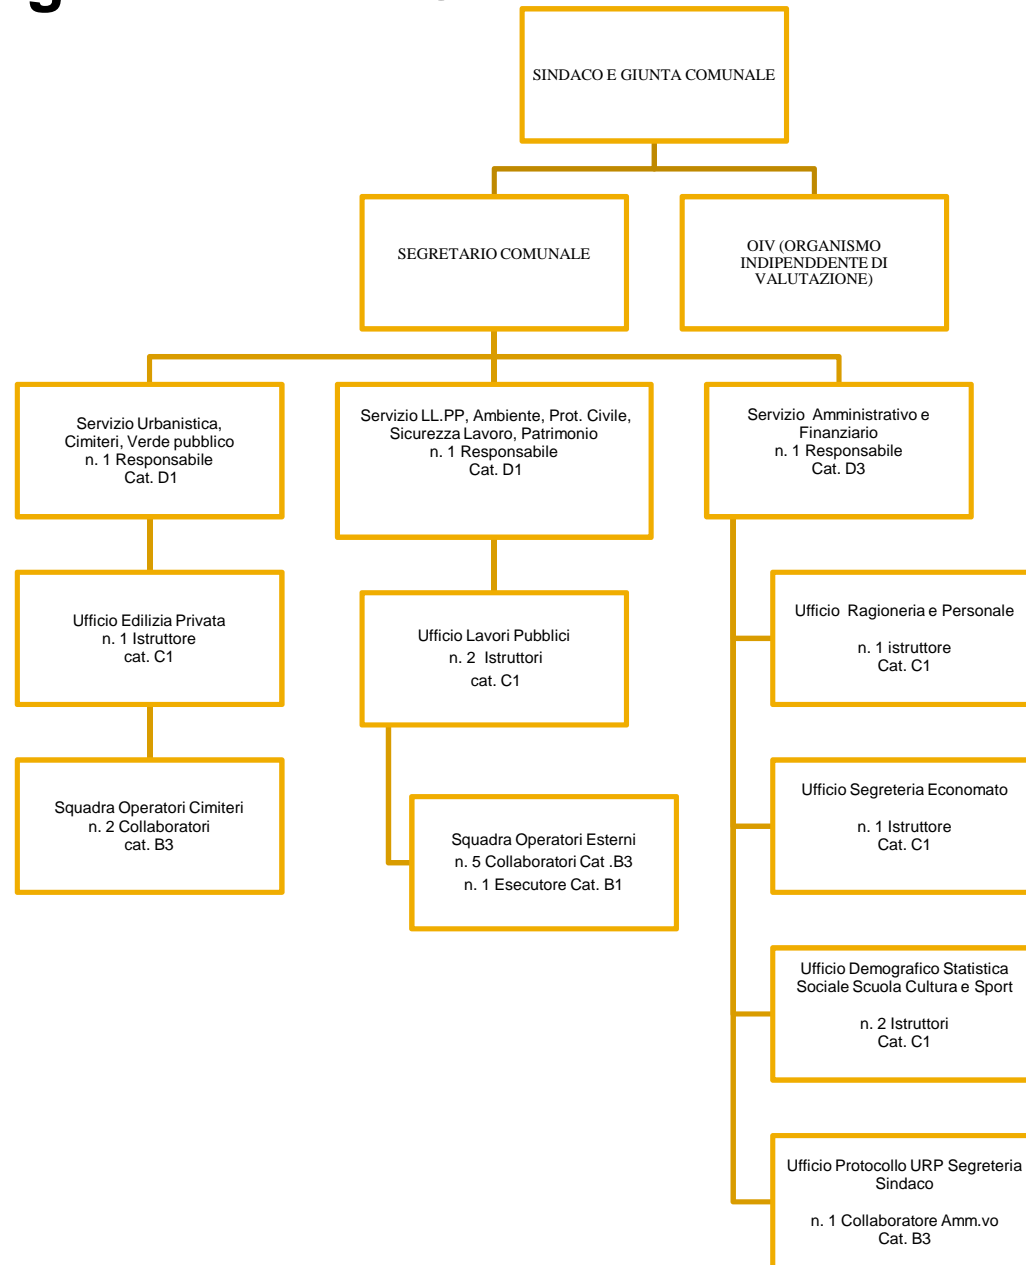 SINDACO E GIUNTA COMUNALE
SEGRETARIO COMUNALE
OIV (ORGANISMO
INDIPENDDENTE DI
VALUTAZIONE)
Servizio Urbanistica,
Cimiteri, Verde pubblico
n. 1 Responsabile
Cat. D1
Servizio LL.PP, Ambiente, Prot. Civile,
Sicurezza Lavoro, Patrimonio
n. 1 Responsabile
Cat. D1
Servizio Amministrativo e
Finanziario
n. 1 Responsabile
Cat. D3
Ufficio Edilizia Privata
n. 1 Istruttore
cat. C1
Ufficio Lavori Pubblici
n. 2 Istruttori
cat. C1
Ufficio Ragioneria e Personale
n. 1 istruttore
Cat. C1
Squadra Operatori Cimiteri
n. 2 Collaboratori
cat. B3
Squadra Operatori Esterni
n. 5 Collaboratori Cat .B3
n. 1 Esecutore Cat. B1
Ufficio Segreteria Economato
n. 1 Istruttore
Cat. C1
Ufficio Demografico Statistica
Sociale Scuola Cultura e Sport
n. 2 Istruttori
Cat. C1
Ufficio Protocollo URP Segreteria
Sindaco
n. 1 Collaboratore Amm.vo
Cat. B3